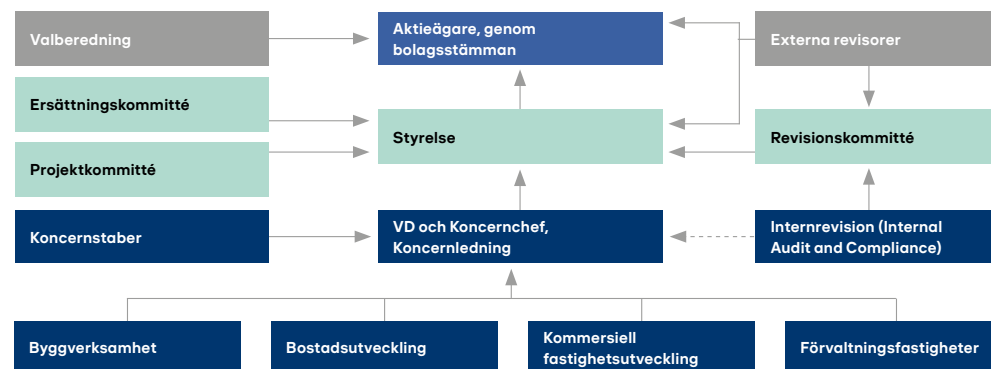 Valberedning
Aktieägare, genom
bolagsstämman
Externa revisorer
Ersättningskommitté
Styrelse
Revisionskommitté
Projektkommitté
Koncernstaber
VD och Koncernchef,
Koncernledning
Internrevision (Internal
Audit and Compliance)
Byggverksamhet
Bostadsutveckling
Kommersiell
fastighetsutveckling
Förvaltningsfastigheter